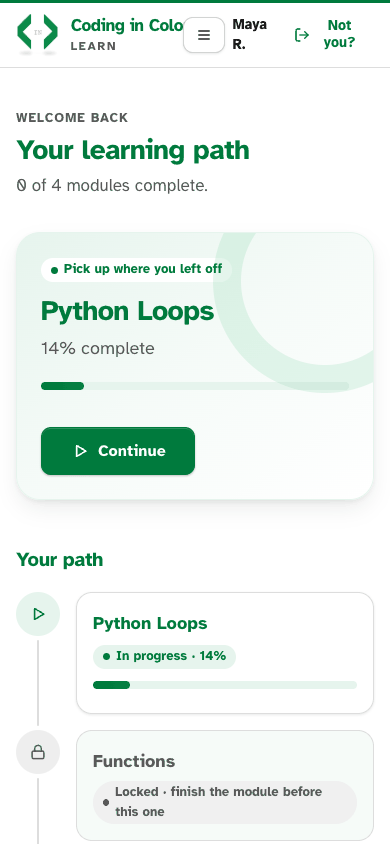 Coding in Colo
LEARN
Maya
R.
Not
you?
WELCOME BACK
Your learning path
0 of 4 modules complete.
Pick up where you left off
Python Loops
14% complete
Continue
Your path
Python Loops
In progress · 14%
Functions
Locked · finish the module before
this one